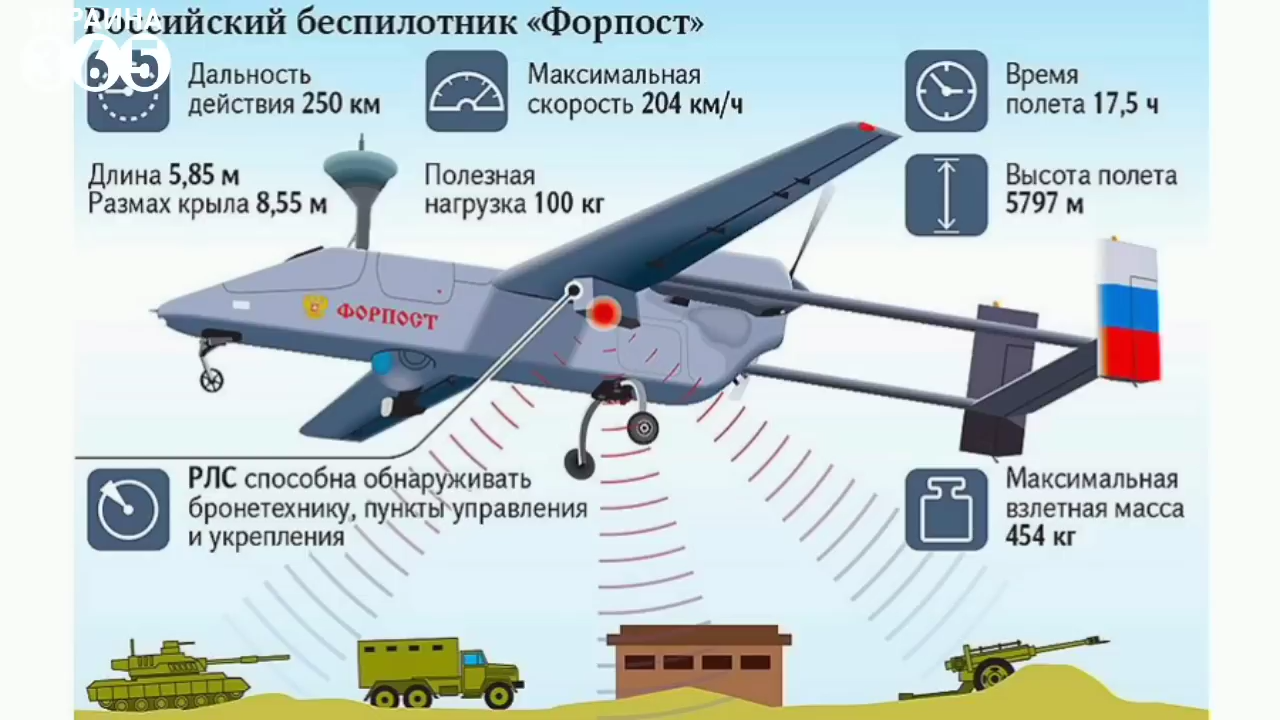 УКРАИНА
365
Российский беспилотник «Форпост»
Дальность
действия 250 км
Максимальная
скорость 204 км/ч
Время
полета 17,5 ч
Длина 5,85 м
Размах крыла 8,55 м
Полезная
нагрузка 100 кг
Высота полета
5797 м
ФОРПОСТ
РЛС способна обнаруживать
бронетехнику, пункты управления
и укрепления
Максимальная
взлетная масса
454 кг